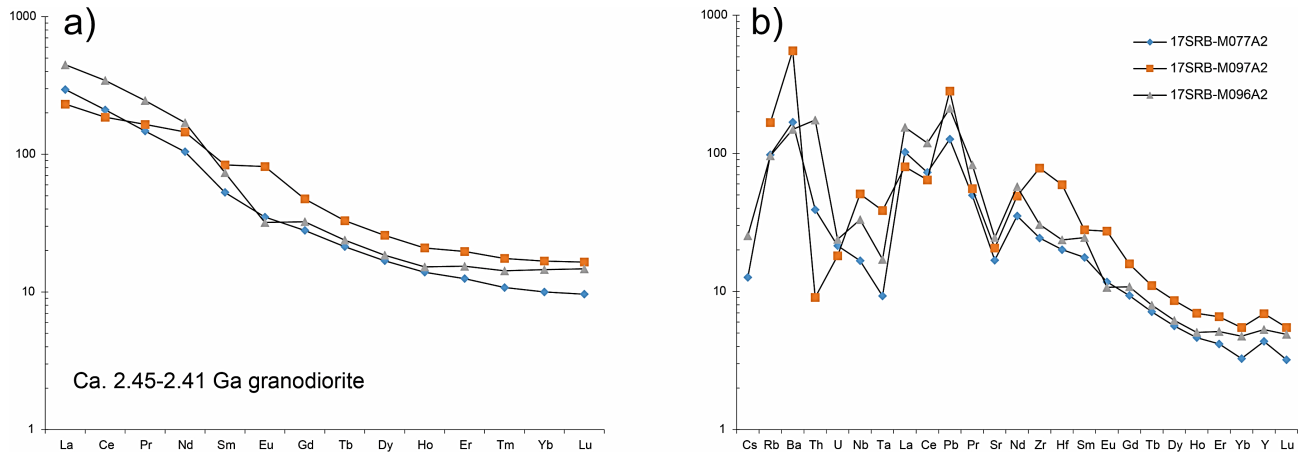 a)
1000
100
10
1
Ca. 2.45-2.41 Ga granodiorite
La Ce Pr Nd Sm Eu Gd Tb Dy Ho Er Tm Yb Lu
b)
1000
100
10
1
17SRB-M077A2
17SRB-M097A2
17SRB-M096A2
Cs Rb Ba Th U Nb Ta La Ce Pb Pr Sr Nd Zr Hf Sm Eu Gd Tb Dy Ho Er Yb Y Lu